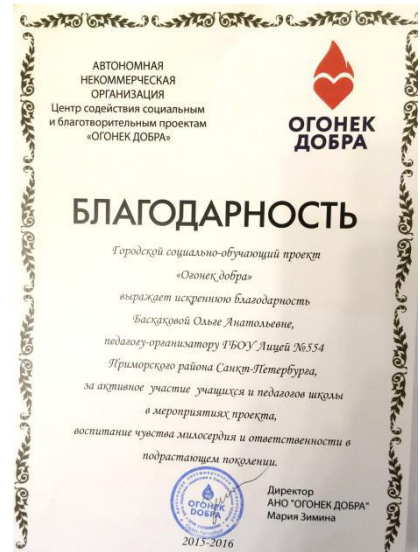 АВТОНОМНАЯ
НЕКОММЕРЧЕСКАЯ
ОРГАНИЗАЦИЯ
Центр содействия социальным
и благотворительным проектам
«ОГОНЕК ДОБРА»
ОГОНЕК
ДОБРА
БЛАГОДАРНОСТЬ
Городской социально-обучающий проект
«Огонек добра»
выражает искреннюю благодарность
Баскаковой Ольге Анатольевне,
педагогу-организатору ГБОУ Лицей №554
Приморского района Санкт-Петербурга,
за активное участие учащихся и педагогов школы
в мероприятиях проекта,
воспитание чувства милосердия и ответственности в
подрастающем поколении.
ОГОНЕК
ДОБРА
Директор
АНО "ОГОНЕК ДОБРА"
Мария Зимина
2015-2016